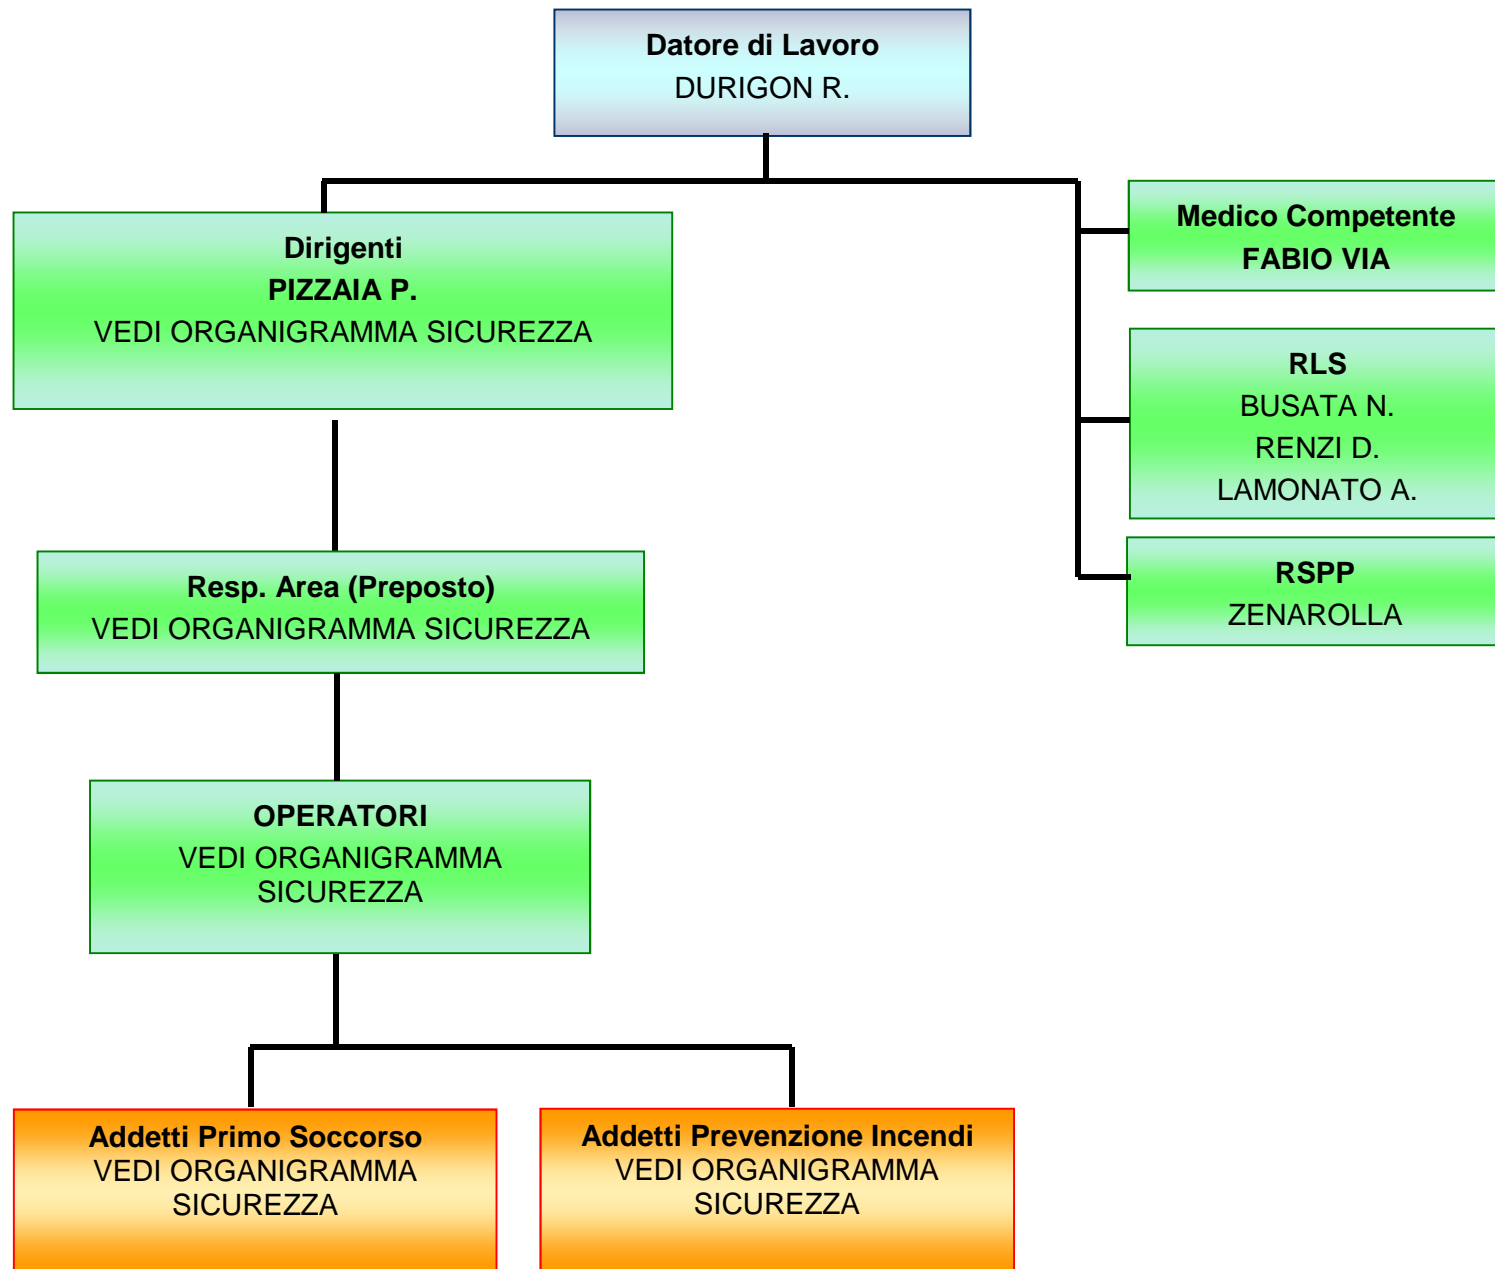 Datore di Lavoro
DURIGON R.
Dirigenti
PIZZAIA P.
VEDI ORGANIGRAMMA SICUREZZA
Medico Competente
FABIO VIA
RLS
BUSATA N.
RENZI D.
LAMONATO A.
RSPP
ZENAROLLA
Resp. Area (Preposto)
VEDI ORGANIGRAMMA SICUREZZA
OPERATORI
VEDI ORGANIGRAMMA
SICUREZZA
Addetti Primo Soccorso
VEDI ORGANIGRAMMA
SICUREZZA
Addetti Prevenzione Incendi
VEDI ORGANIGRAMMA
SICUREZZA